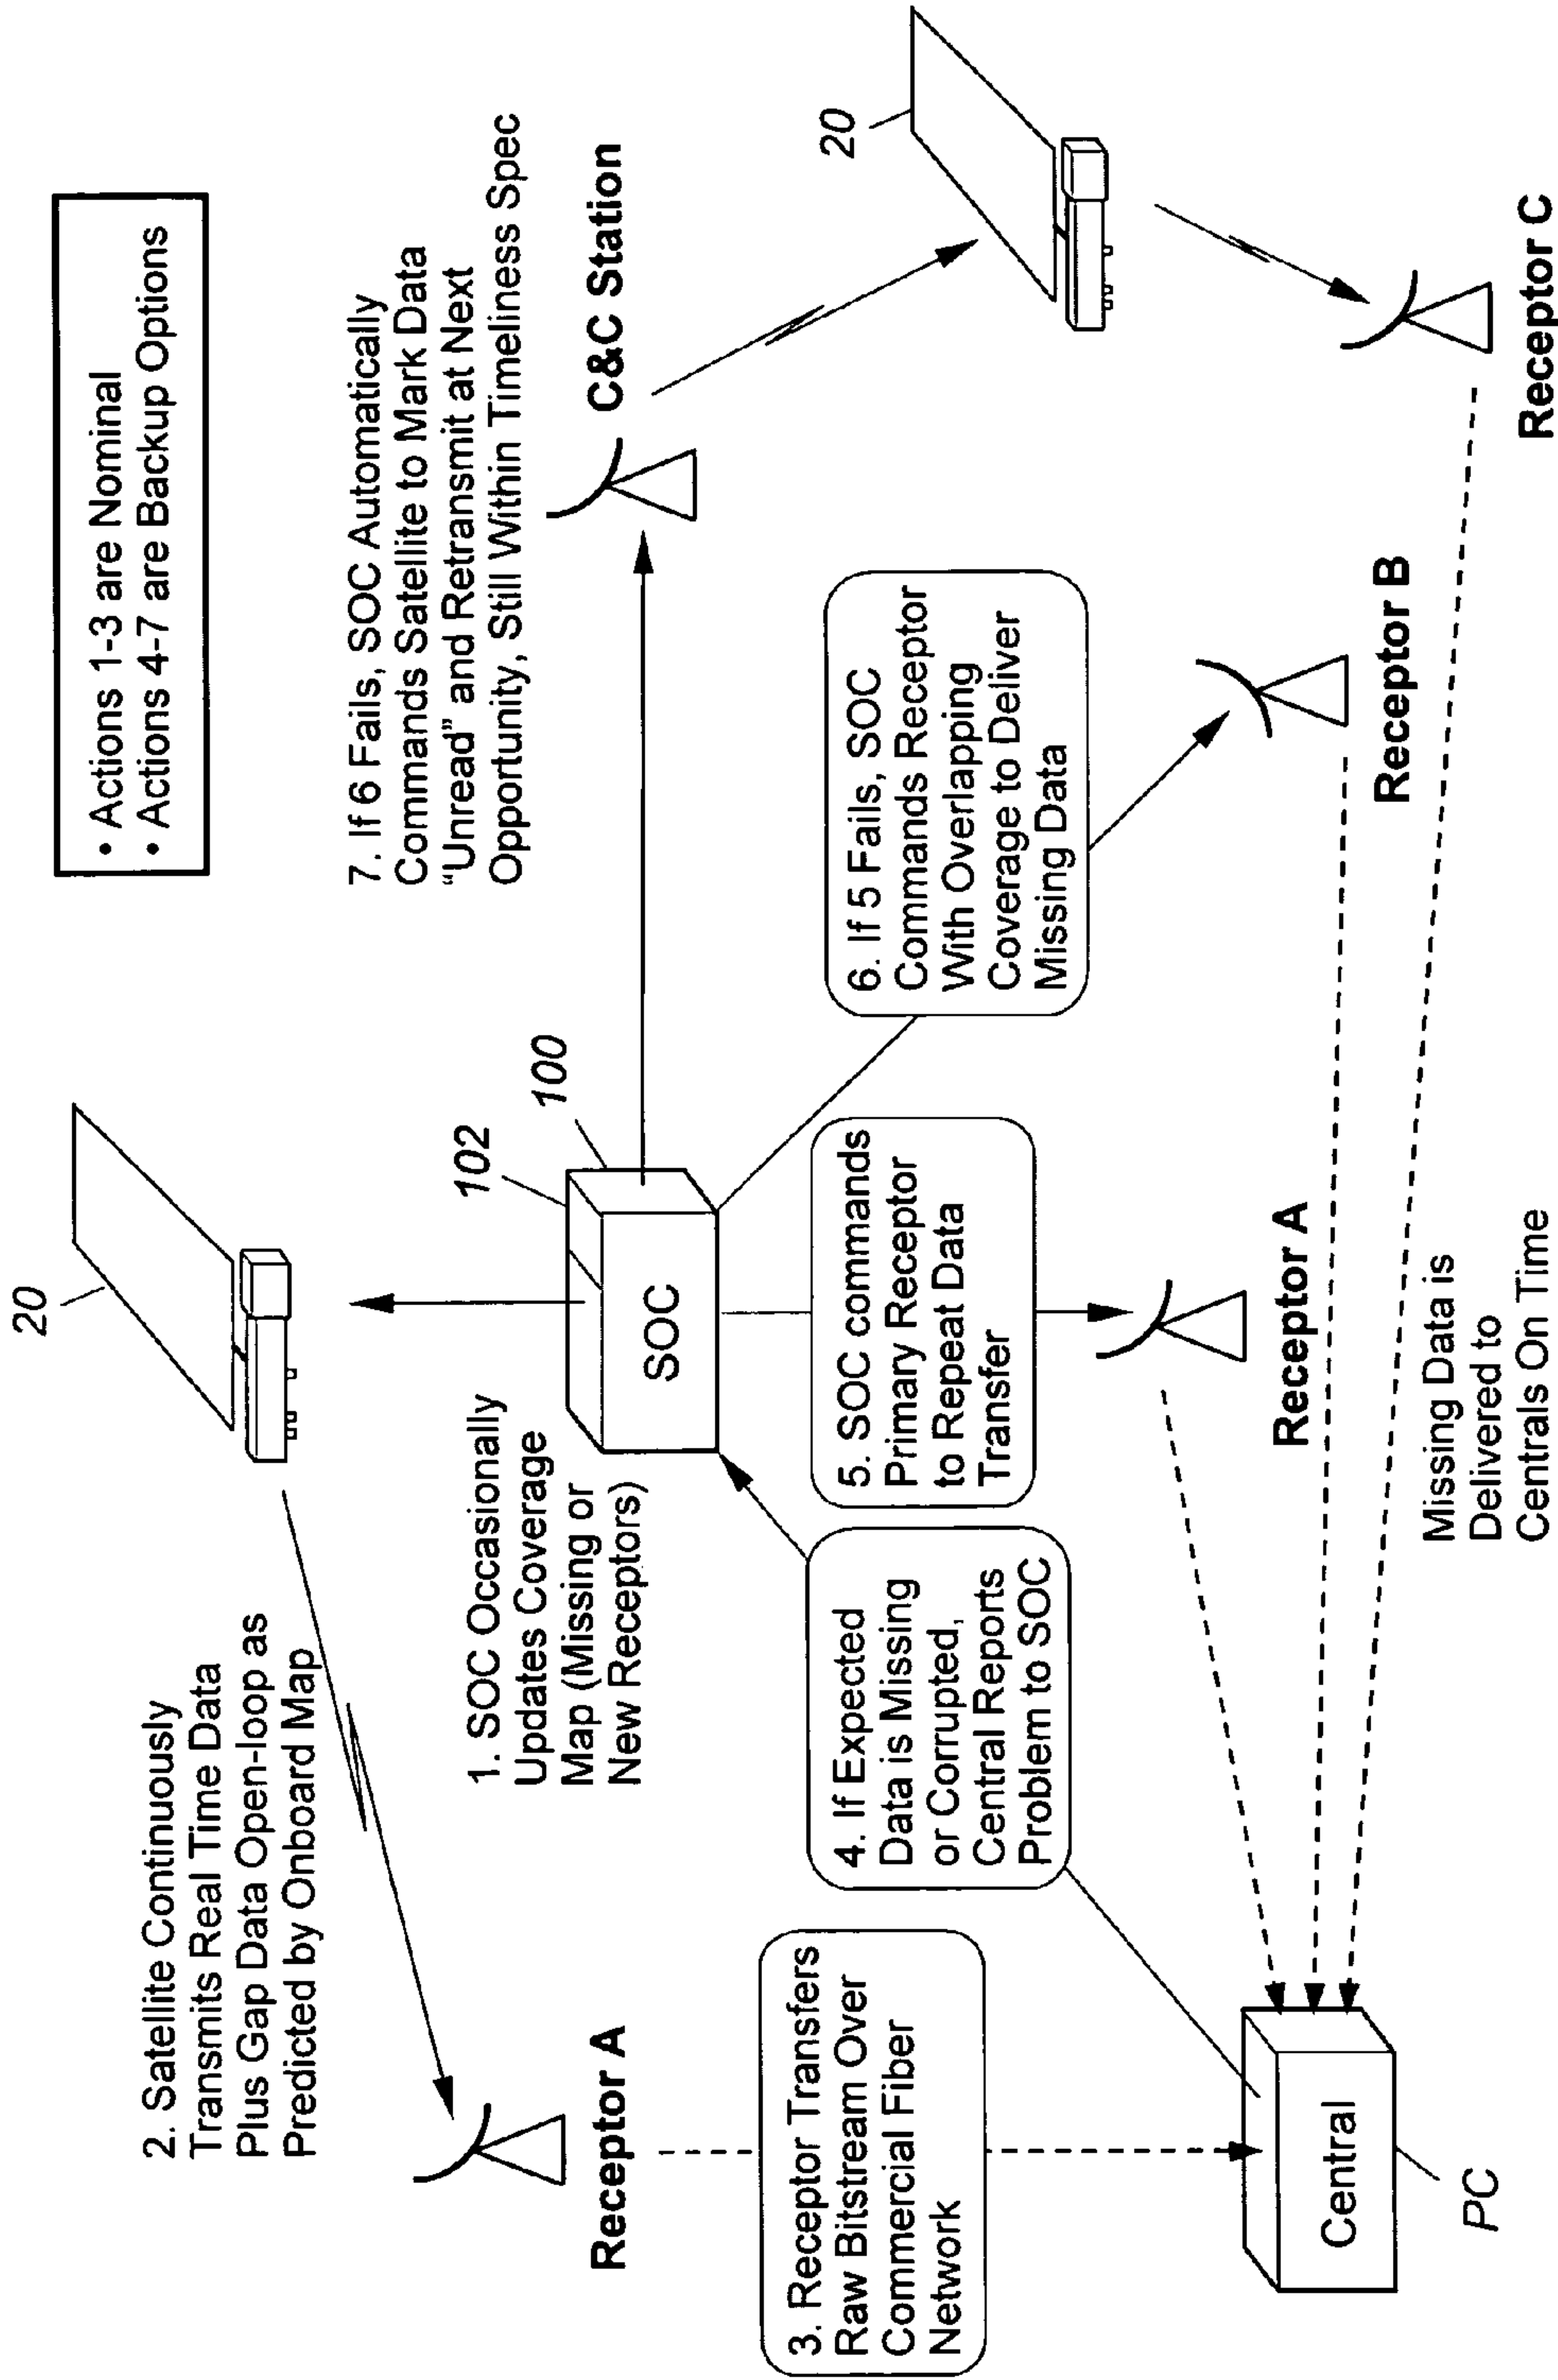 • Actions 1-3 are Nominal
• Actions 4-7 are Backup Options
20
2. Satellite Continuously
Transmits Real Time Data
Plus Gap Data Open-loop as
Predicted by Onboard Map
7. If 6 Fails, SOC Automatically
Commands Satellite to Mark Data
"Unread" and Retransmit at Next
Opportunity, Still Within Timeliness Spec
Receptor A
1. SOC Occasionally
Updates Coverage
Map (Missing or
New Receptors)
102
100
SOC
C&C Station
20
3. Receptor Transfers
Raw Bitstream Over
Commercial Fiber
Network
4. If Expected
Data is Missing
or Corrupted,
Central Reports
Problem to SOC
5. SOC commands
Primary Receptor
to Repeat Data
Transfer
6. If 5 Fails, SOC
Commands Receptor
With Overlapping
Coverage to Deliver
Missing Data
Receptor A
Receptor B
Receptor C
Central
PC
Missing Data is
Delivered to
Centrals On Time